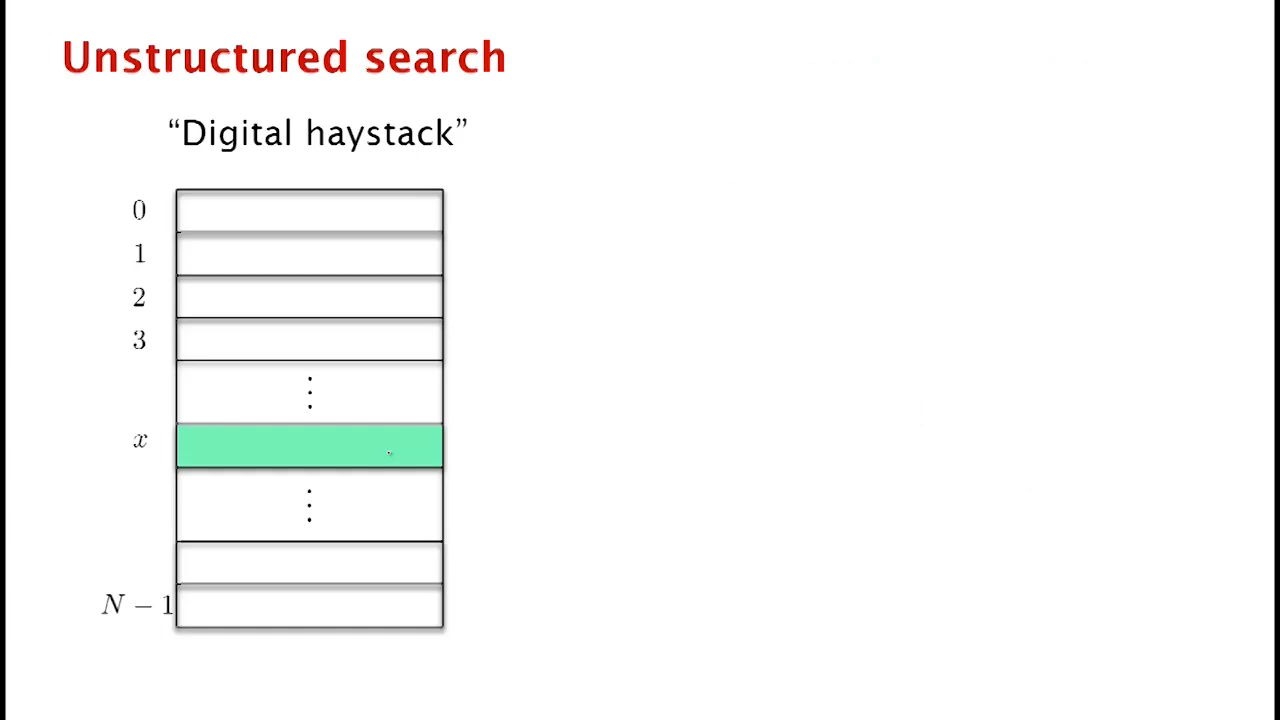 Unstructured search
“Digital haystack”
0
1
2
3
⋮
x
⋮
N − 1